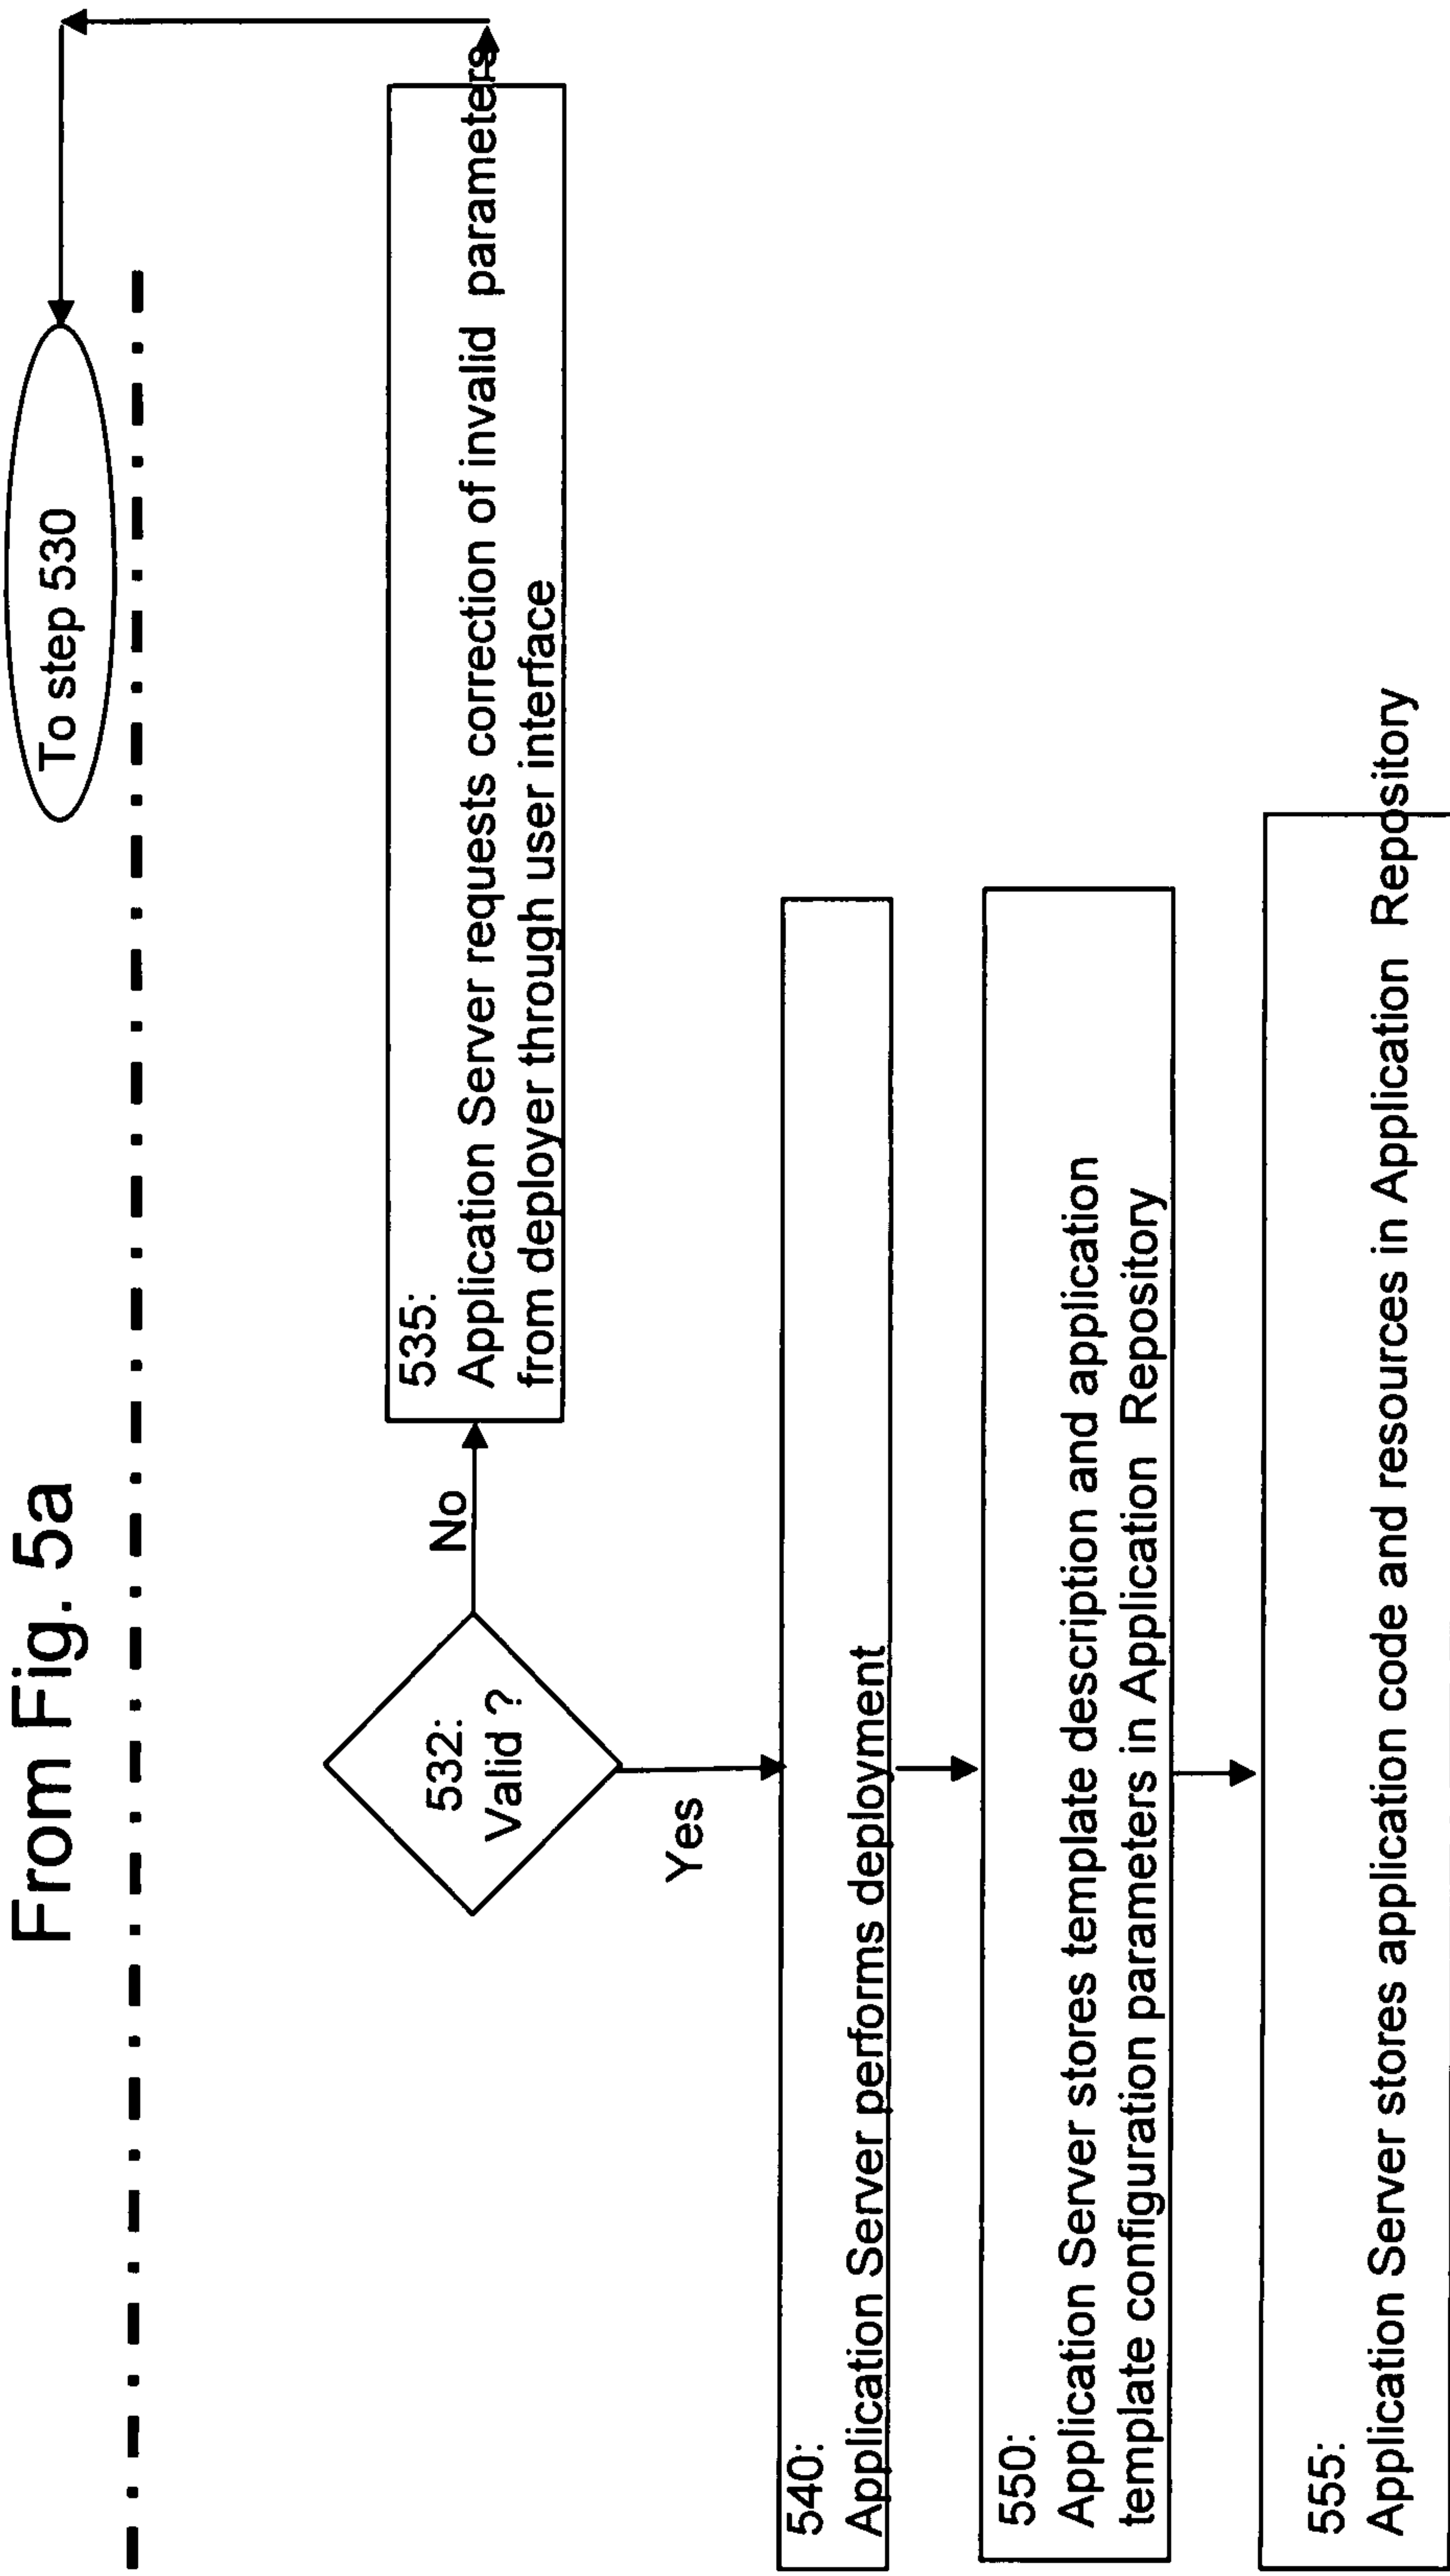 From Fig. 5a
To step 530
532:
Valid ?
No
535:
Application Server requests correction of invalid parameters
from deployer through user interface
Yes
540:
Application Server performs deployment
550:
Application Server stores template description and application
template configuration parameters in Application Repository
555:
Application Server stores application code and resources in Application Repository